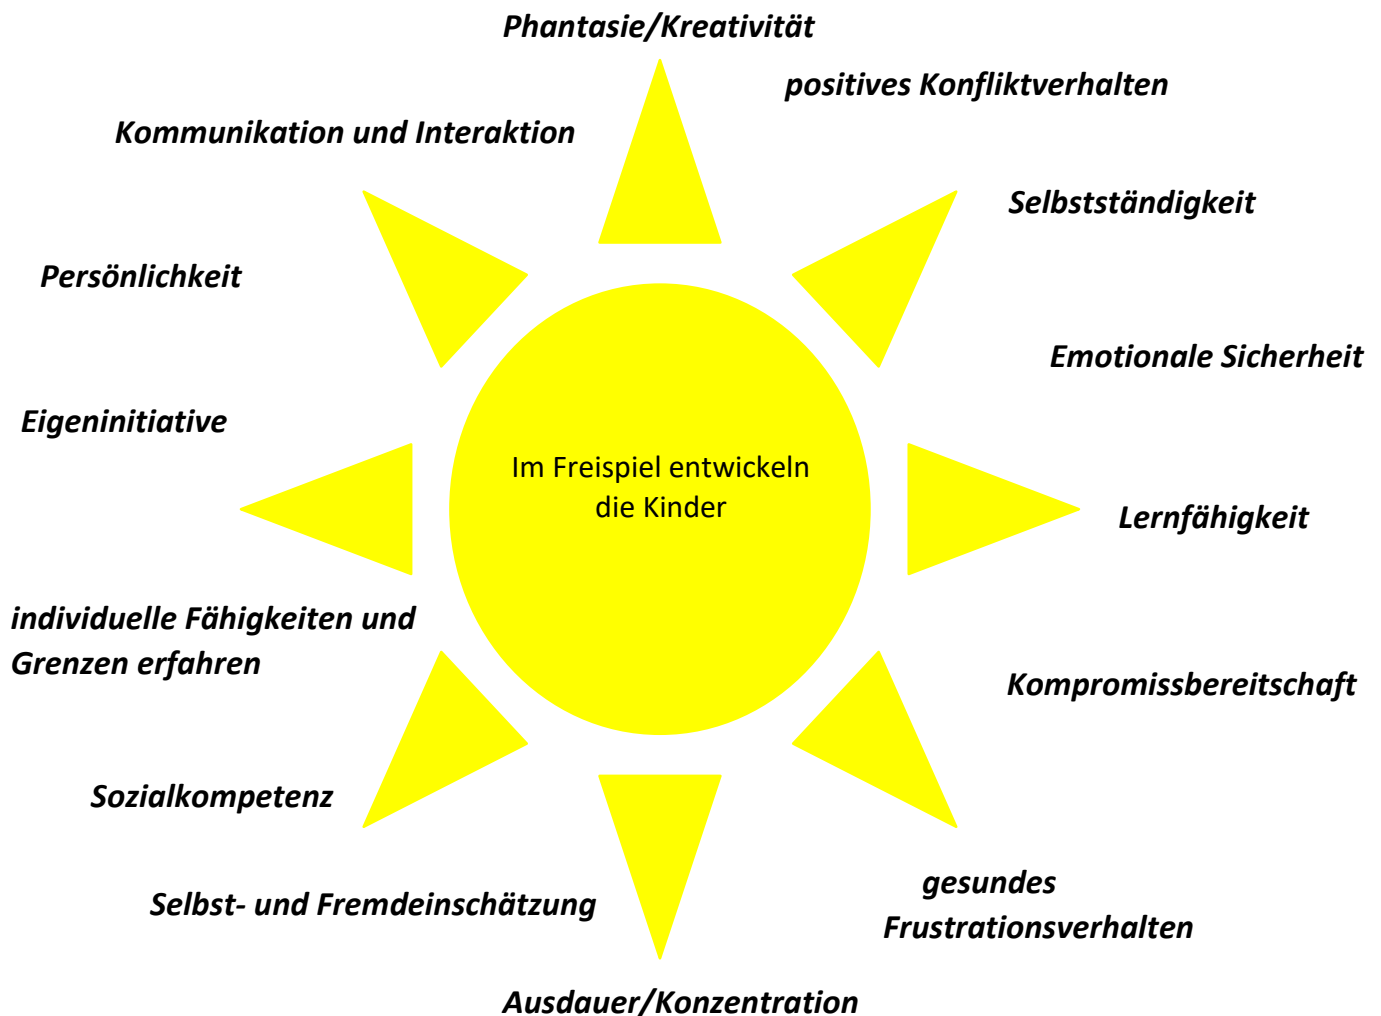 Phantasie/Kreativität
positives Konfliktverhalten
Kommunikation und Interaktion
Selbstständigkeit
Persönlichkeit
Emotionale Sicherheit
Eigeninitiative
Im Freispiel entwickeln
die Kinder
Lernfähigkeit
individuelle Fähigkeiten und
Grenzen erfahren
Kompromissbereitschaft
Sozialkompetenz
Selbst- und Fremdeinschätzung
gesundes
Frustrationsverhalten
Ausdauer/Konzentration